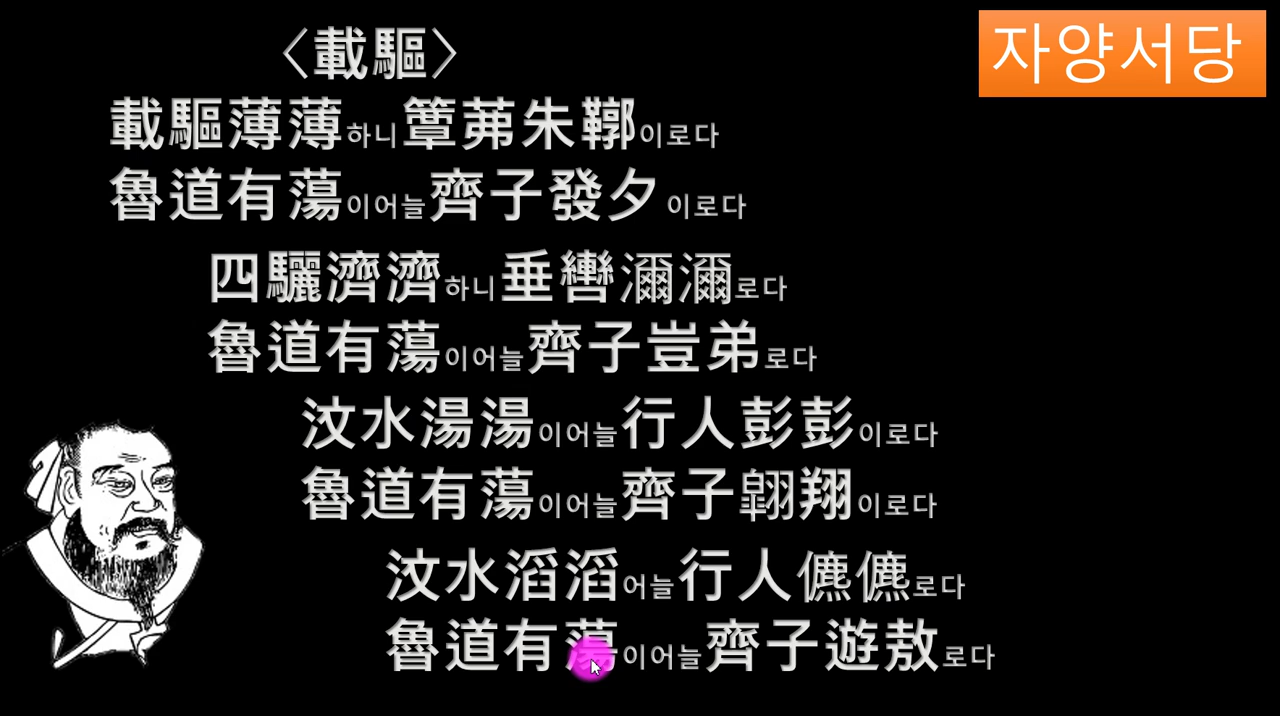 〈載驅〉
자양서당
載驅薄薄하니簟茀朱鞹이로다
魯道有蕩이어늘齊子發夕이로다
四驪濟濟하니垂轡濔濔로다
魯道有蕩이어늘齊子豈弟로다
汶水湯湯이어늘行人彭彭이로다
魯道有蕩이어늘齊子翶翔이로다
汶水滔滔어늘行人儦儦로다
魯道有蕩이어늘齊子遊敖로다